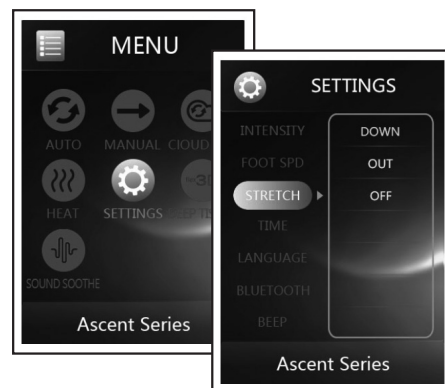 MENU
AUTO
MANUAL
CLOUD
HEAT
SETTINGS
SOUND SOOTHE
Ascent Series
SETTINGS
INTENSITY
DOWN
FOOT SPD
OUT
STRETCH
OFF
TIME
LANGUAGE
BLUETOOTH
BEEP
Ascent Series